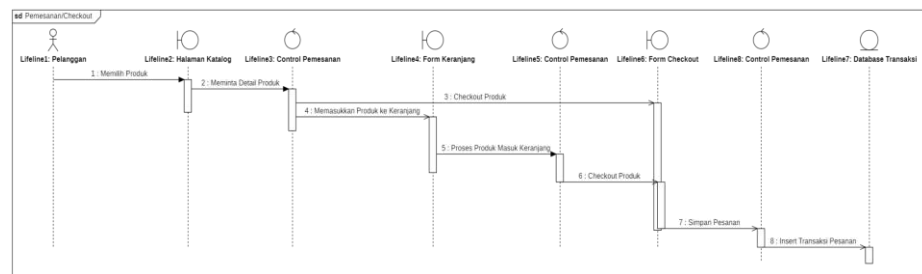 sd Pemesanan/Checkout
Lifeline1: Pelanggan
Lifeline2: Halaman Katalog
Lifeline3: Control Pemesanan
Lifeline4: Form Keranjang
Lifeline5: Control Pemesanan
Lifeline6: Form Checkout
Lifeline8: Control Pemesanan
Lifeline7: Database Transaksi
1 : Memilih Produk
2 : Meminta Detail Produk
3 : Checkout Produk
4 : Memasukkan Produk ke Keranjang
5 : Proses Produk Masuk Keranjang
6 : Checkout Produk
7 : Simpan Pesanan
8 : Insert Transaksi Pesanan